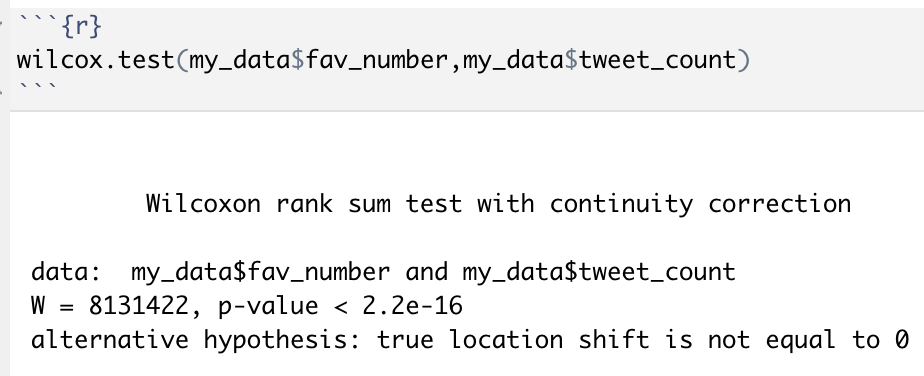 ```{r}
wilcox.test(my_data$fav_number,my_data$tweet_count)
```
Wilcoxon rank sum test with continuity correction
data:  my_data$fav_number and my_data$tweet_count
W = 8131422, p-value < 2.2e-16
alternative hypothesis: true location shift is not equal to 0